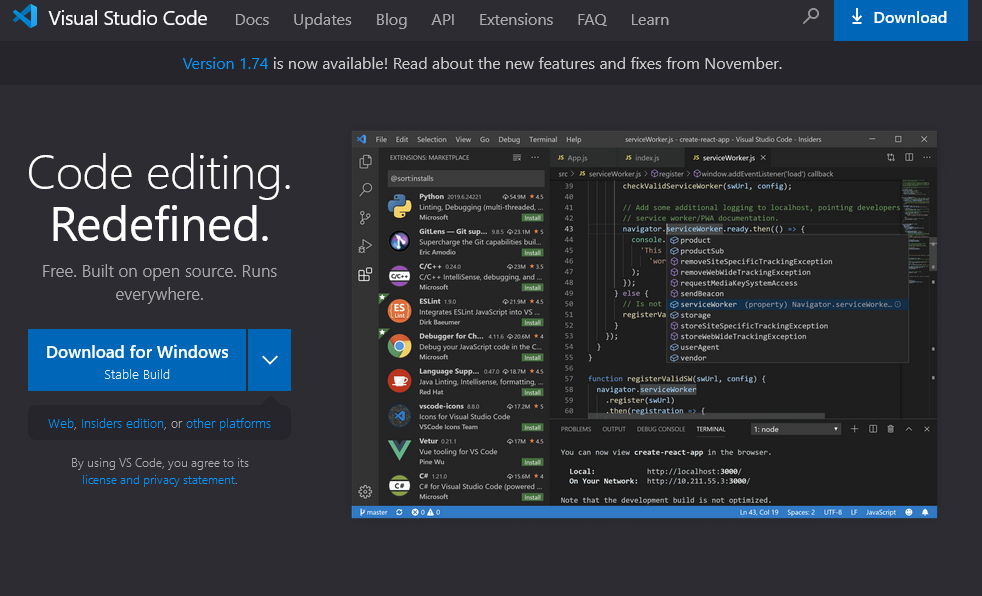 Visual Studio Code Docs Updates Blog API Extensions FAQ Learn Download
Version 1.74 is now available! Read about the new features and fixes from November.
Code editing.
Redefined.
Free. Built on open source. Runs
everywhere.
Download for Windows
Stable Build
Web, Insiders edition, or other platforms
By using VS Code, you agree to its
license and privacy statement.
File Edit Selection View Go Debug Terminal Help serviceWorker.js - create-react-app - Visual Studio Code - Insiders
EXTENSIONS: MARKETPLACE
@sort:installs
Python 2019.6.24221 54.9M ★ 4.5
Linting, Debugging (multi-threaded, ...
Microsoft Install
GitLens — Git sup... 9.8.5 23.1M ★ 5
Supercharge the Git capabilities buil...
Eric Amodio Install
C/C++ 0.24.0 23M ★ 3.5
C/C++ IntelliSense, debugging, and ...
Microsoft Install
ESLint 1.9.0 21.9M ★ 4.5
Integrates ESLint JavaScript into VS ...
Dirk Baeumer Install
Debugger for Ch... 4.11.6 20.6M ★ 4
Debug your JavaScript code in the C...
Microsoft Install
Language Supp... 0.47.0 18.7M ★ 4.5
Java Linting, Intellisense, formatting, ...
Red Hat Install
vscode-icons 8.8.0 17.2M ★ 5
Icons for Visual Studio Code
VSCode Icons Team Install
Vetur 0.21.1 17M ★ 4.5
Vue tooling for VS Code
Pine Wu Install
C# 1.21.0 15.6M ★ 4
C# for Visual Studio Code (powered ...
Microsoft Install
JS App.js JS index.js JS serviceWorker.js
src > JS serviceWorker.js > register > window.addEventListener('load') callback
39 checkValidServiceWorker(swUrl, config);
40
41 // Add some additional logging to localhost, pointing developers
42 // service worker/PWA documentation.
43 navigator.serviceWorker.ready.then(() => {
44 console. product
45 'This productSub
46 'wor removeSiteSpecificTrackingException
47 ); removeWebWideTrackingException
48 }); requestMediaKeySystemAccess
49 } else { sendBeacon
50 // Is not serviceWorker (property) Navigator.serviceWorke...
51 registerVa storage
52 } storeSiteSpecificTrackingException
53 }); storeWebWideTrackingException
54 } userAgent
55 } vendor
56
57 function registerValidSW(swUrl, config) {
58 navigator.serviceWorker
59 .register(swUrl)
60 .then(registration => {
PROBLEMS OUTPUT DEBUG CONSOLE TERMINAL 1: node
You can now view create-react-app in the browser.
Local: http://localhost:3000/
On Your Network: http://10.211.55.3:3000/
Note that the development build is not optimized.
master 0 0 Ln 43, Col 19 Spaces: 2 UTF-8 LF JavaScript